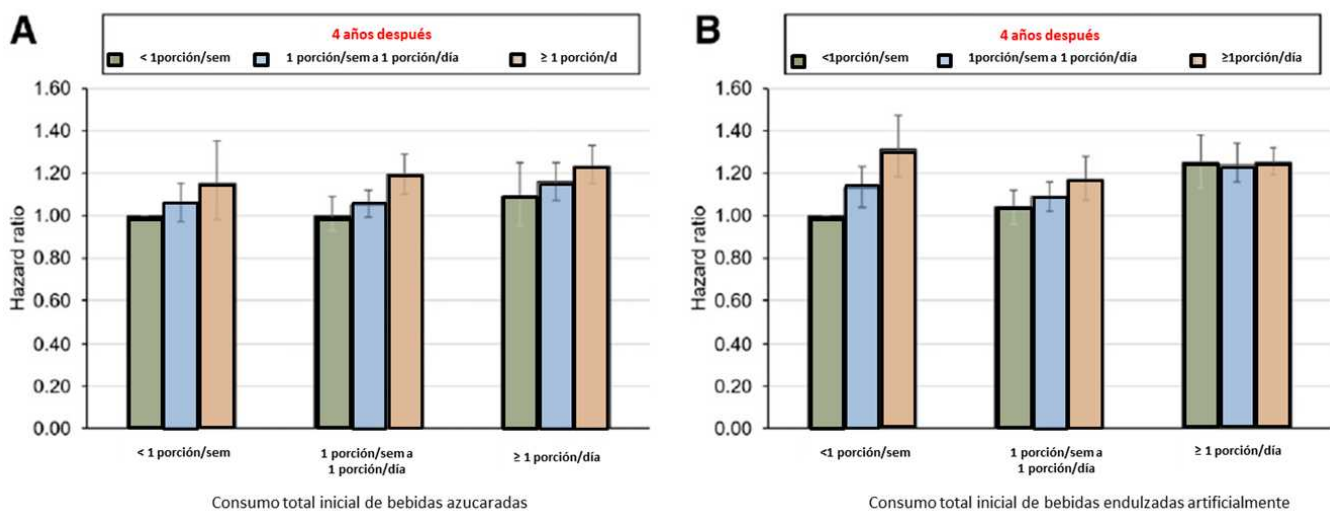 A
4 años después
< 1porción/sem 1 porción/sem a 1 porción/día ≥ 1 porción/d
Hazard ratio
1.60
1.40
1.20
1.00
0.80
0.60
0.40
0.20
0.00
< 1 porción/sem
1 porción/sem a
1 porción/día
≥ 1 porción/día
Consumo total inicial de bebidas azucaradas
B
4 años después
<1porción/sem 1porción/sem a 1 porción/día ≥1porción/día
Hazard ratio
1.60
1.40
1.20
1.00
0.80
0.60
0.40
0.20
0.00
<1 porción/sem
1 porción/sem a
1 porción/día
≥ 1 porción/día
Consumo total inicial de bebidas endulzadas artificialmente